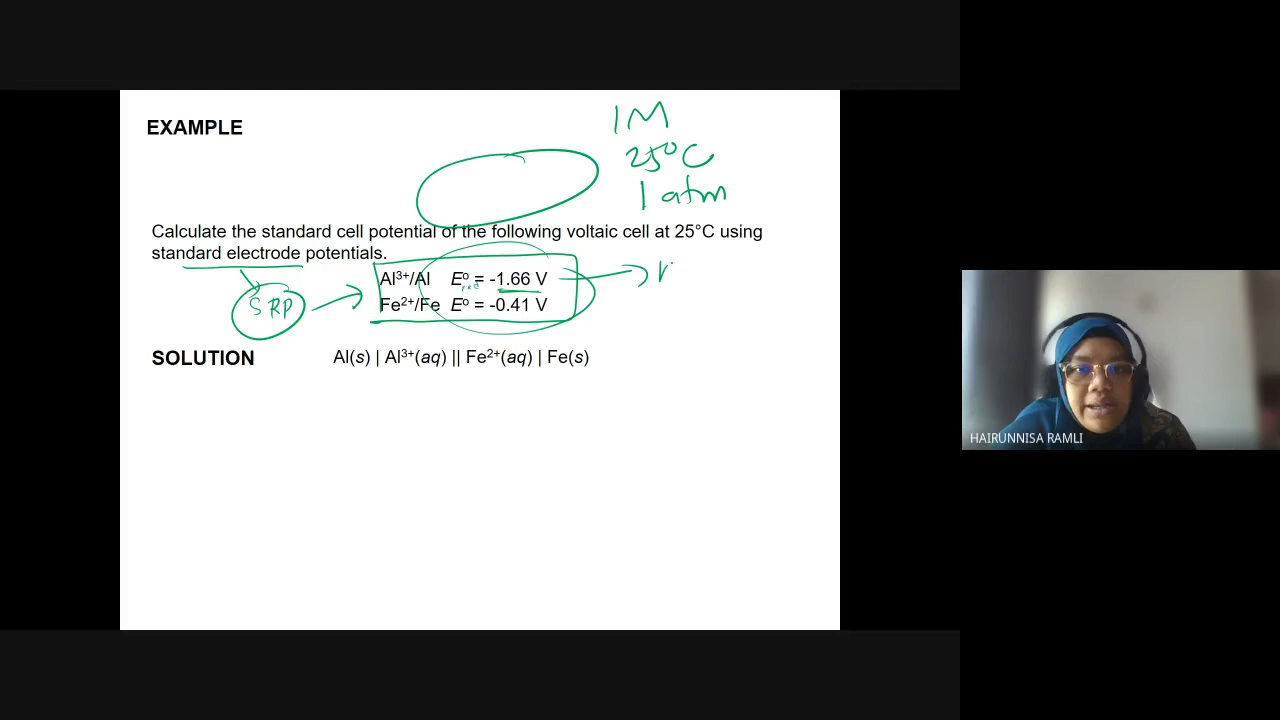 EXAMPLE
1M
25°C
1 atm
Calculate the standard cell potential of the following voltaic cell at 25°C using
standard electrode potentials.
Al³⁺/Al E° = -1.66 V
red
Fe²⁺/Fe E° = -0.41 V
SRP
SOLUTION Al(s) | Al³⁺(aq) || Fe²⁺(aq) | Fe(s)
HAIRUNNISA RAMLI